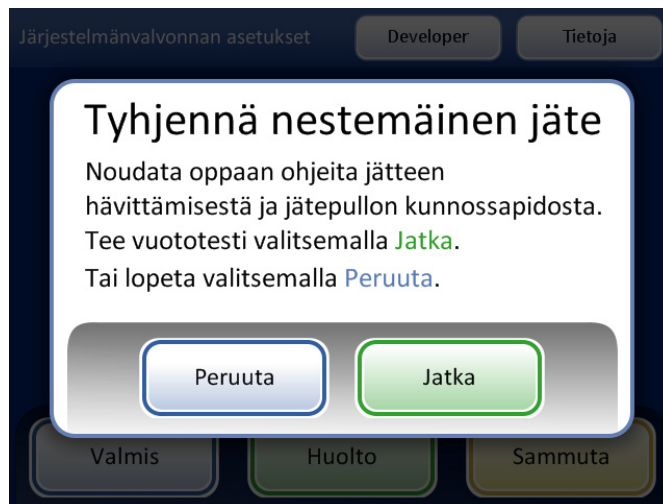 Järjestelmänvalvonnan asetukset
Developer
Tietoja
Tyhjennä nestemäinen jäte
Noudata oppaan ohjeita jätteen
hävittämisestä ja jätepullon kunnossapidosta.
Tee vuototesti valitsemalla Jatka.
Tai lopeta valitsemalla Peruuta.
Peruuta
Jatka
Valmis
Huolto
Sammuta